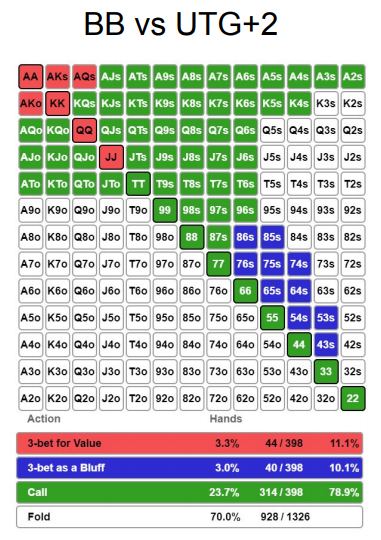 BB vs UTG+2
AA AKs AQs AJs ATs A9s A8s A7s A6s A5s A4s A3s A2s
AKo KK KQs KJs KTs K9s K8s K7s K6s K5s K4s K3s K2s
AQo KQo QQ QJs QTs Q9s Q8s Q7s Q6s Q5s Q4s Q3s Q2s
AJo KJo QJo JJ JTs J9s J8s J7s J6s J5s J4s J3s J2s
ATo KTo QTo JTo TT T9s T8s T7s T6s T5s T4s T3s T2s
A9o K9o Q9o J9o T9o 99 98s 97s 96s 95s 94s 93s 92s
A8o K8o Q8o J8o T8o 98o 88 87s 86s 85s 84s 83s 82s
A7o K7o Q7o J7o T7o 97o 87o 77 76s 75s 74s 73s 72s
A6o K6o Q6o J6o T6o 96o 86o 76o 66 65s 64s 63s 62s
A5o K5o Q5o J5o T5o 95o 85o 75o 65o 55 54s 53s 52s
A4o K4o Q4o J4o T4o 94o 84o 74o 64o 54o 44 43s 42s
A3o K3o Q3o J3o T3o 93o 83o 73o 63o 53o 43o 33 32s
A2o K2o Q2o J2o T2o 92o 82o 72o 62o 52o 42o 32o 22
Action Hands
3-bet for Value 3.3% 44 / 398 11.1%
3-bet as a Bluff 3.0% 40 / 398 10.1%
Call 23.7% 314 / 398 78.9%
Fold 70.0% 928 / 1326